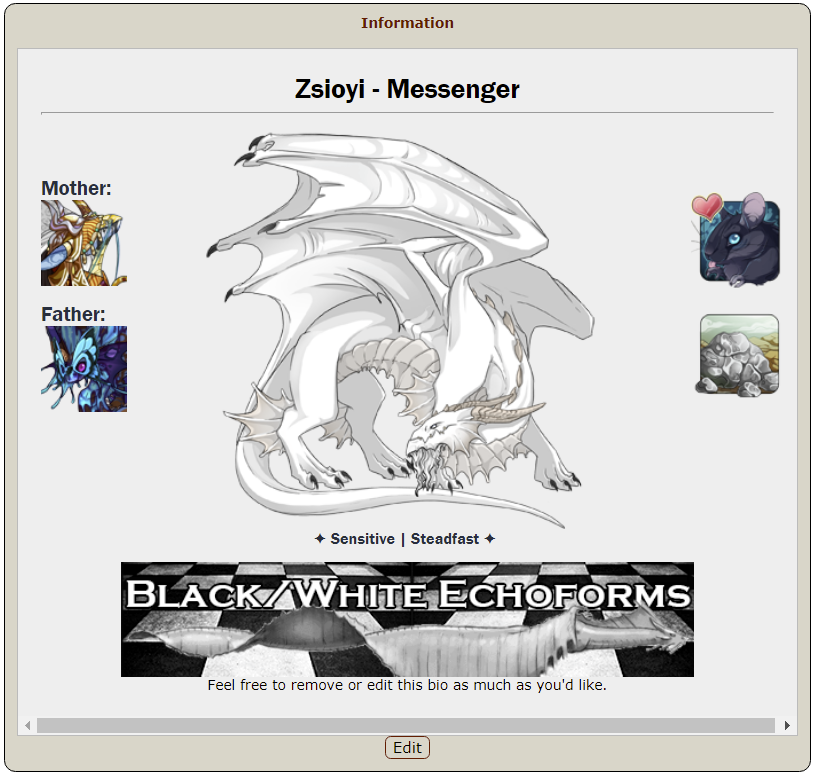 Information
Zsioyi - Messenger
Mother:
Father:
✦ Sensitive | Steadfast ✦
BLACK/WHITE ECHOFORMS
Feel free to remove or edit this bio as much as you'd like.
Edit